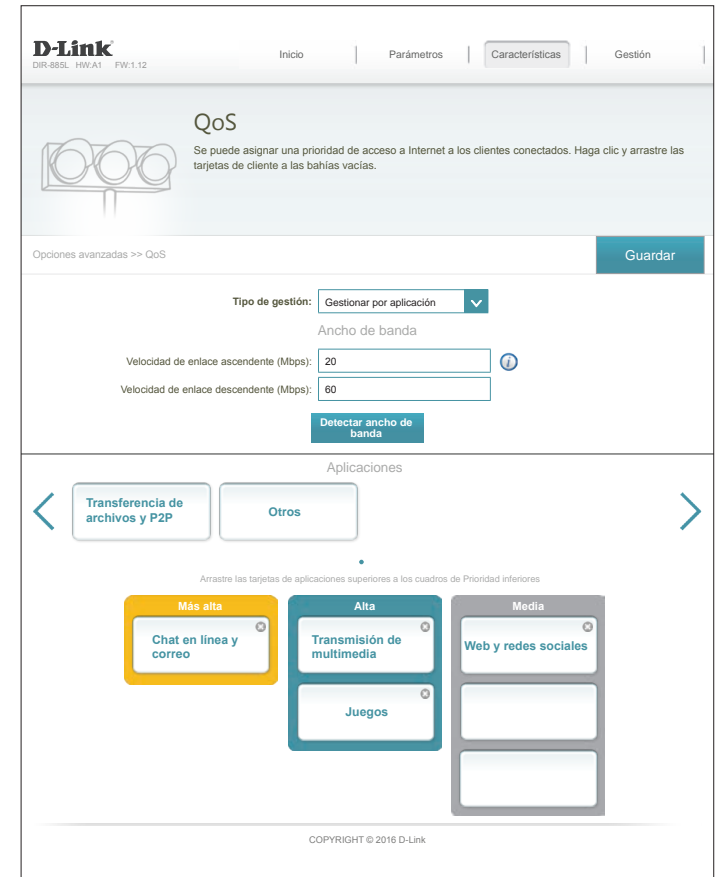 D-Link
DIR-885L HW:A1 FW:1.12
Inicio
Parámetros
Características
Gestión
QoS
Se puede asignar una prioridad de acceso a Internet a los clientes conectados. Haga clic y arrastre las
tarjetas de cliente a las bahías vacías.
Opciones avanzadas >> QoS
Guardar
Tipo de gestión: Gestionar por aplicación
Ancho de banda
Velocidad de enlace ascendente (Mbps): 20
Velocidad de enlace descendente (Mbps): 60
Detectar ancho de
banda
Aplicaciones
Transferencia de
archivos y P2P
Otros
Arrastre las tarjetas de aplicaciones superiores a los cuadros de Prioridad inferiores
Más alta
Chat en línea y
correo
Alta
Transmisión de
multimedia
Juegos
Media
Web y redes sociales
COPYRIGHT © 2016 D-Link